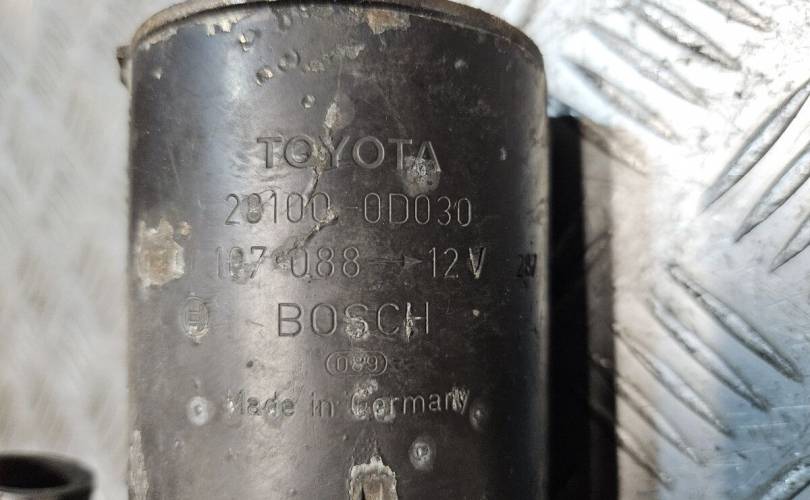 TOYOTA
28100-0D030
107 088 → 12V
BOSCH
089
Made in Germany